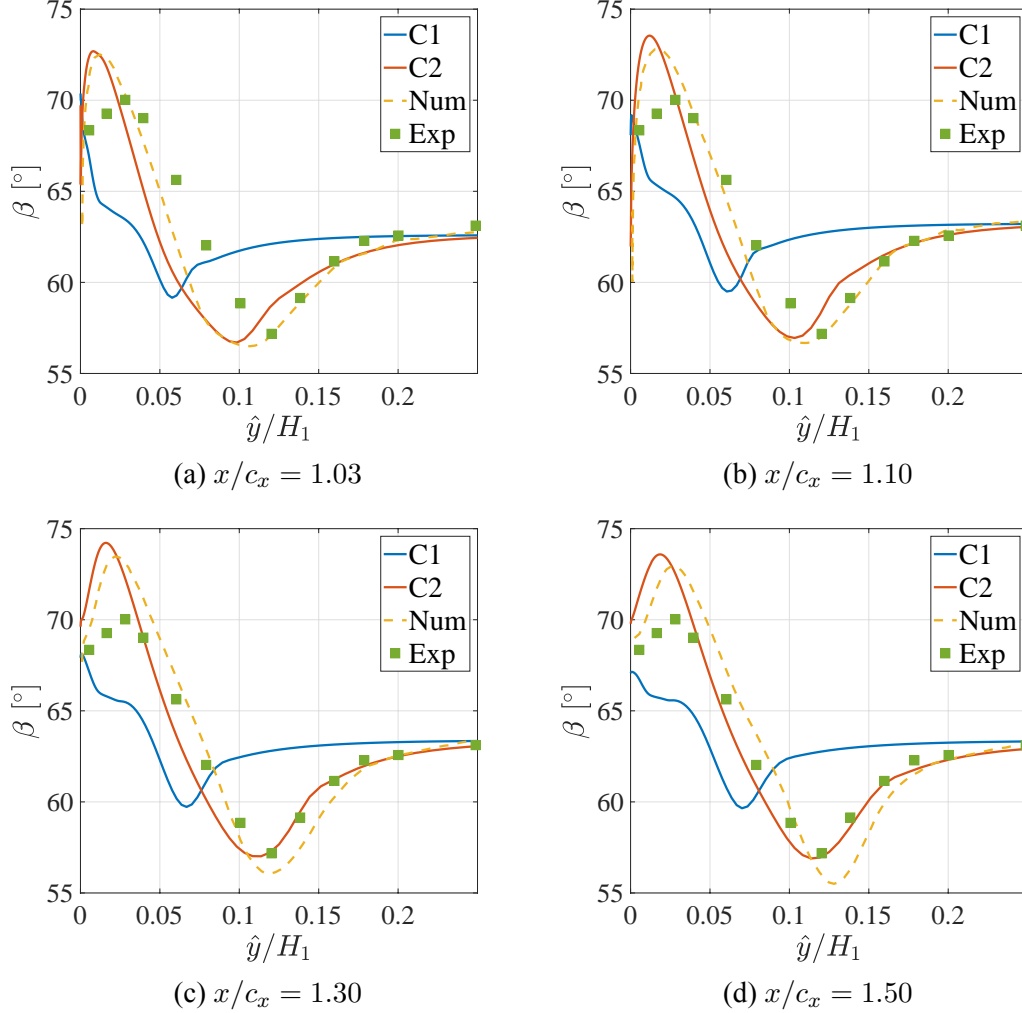 75
70
65
60
55
β [°]
C1
C2
Num
Exp
0
0.05
0.1
0.15
0.2
ŷ/H₁
(a) x/cₓ = 1.03
75
70
65
60
55
β [°]
C1
C2
Num
Exp
0
0.05
0.1
0.15
0.2
ŷ/H₁
(b) x/cₓ = 1.10
75
70
65
60
55
β [°]
C1
C2
Num
Exp
0
0.05
0.1
0.15
0.2
ŷ/H₁
(c) x/cₓ = 1.30
75
70
65
60
55
β [°]
C1
C2
Num
Exp
0
0.05
0.1
0.15
0.2
ŷ/H₁
(d) x/cₓ = 1.50